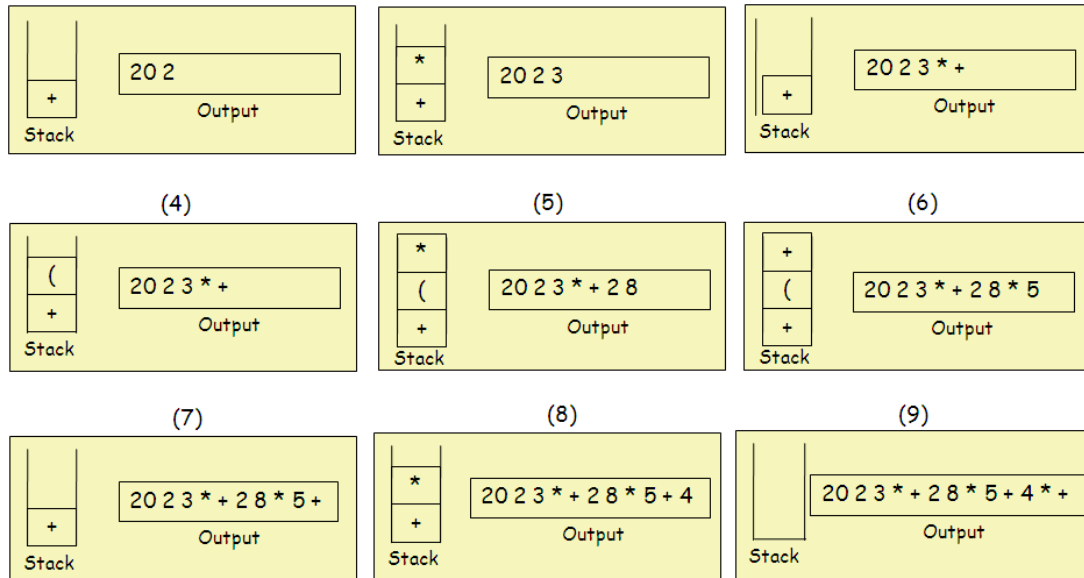 20 2
+
Output
Stack
*
20 2 3
+
Output
Stack
20 2 3 * +
+
Output
Stack
(4)
(5)
(6)
(
20 2 3 * +
+
Output
Stack
*
(
20 2 3 * + 2 8
+
Output
Stack
+
(
20 2 3 * + 2 8 * 5
+
Output
Stack
(7)
(8)
(9)
20 2 3 * + 2 8 * 5 +
+
Output
Stack
*
20 2 3 * + 2 8 * 5 + 4
+
Output
Stack
20 2 3 * + 2 8 * 5 + 4 * +
Output
Stack